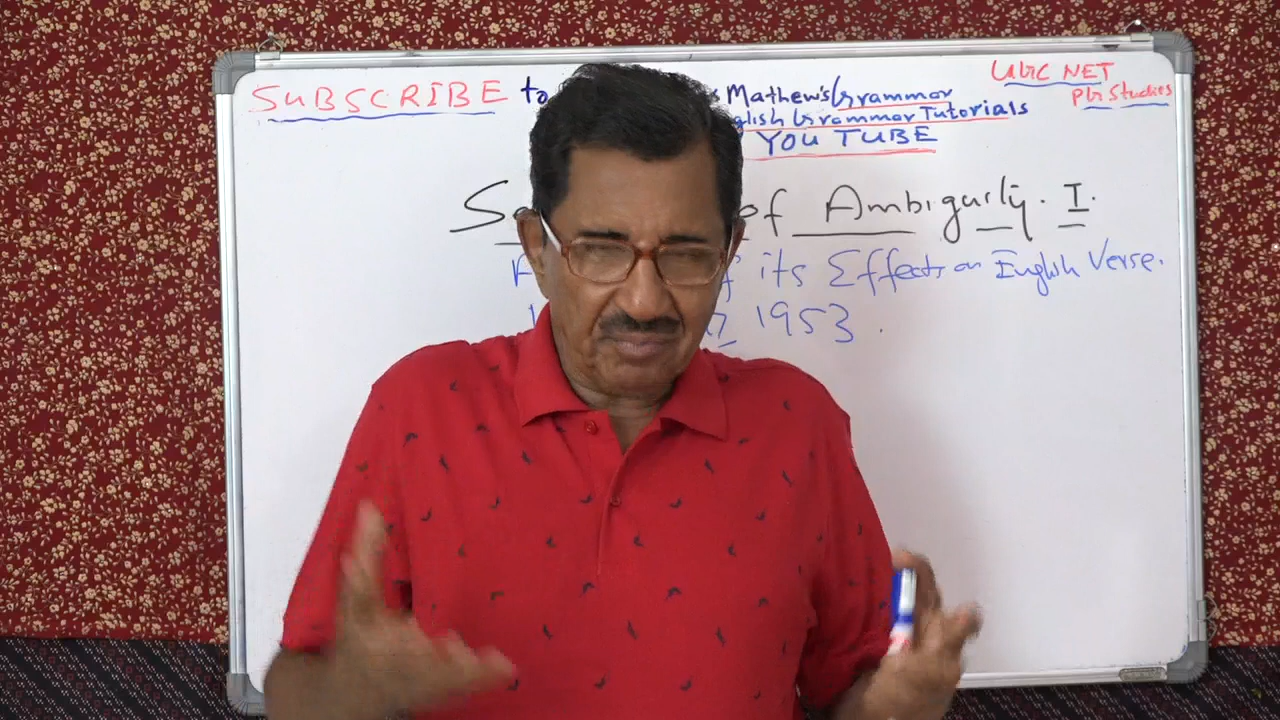 SUBSCRIBE to Mathew's Grammar
English Grammar Tutorials
YOU TUBE
UGC NET
PG Studies
of Ambiguity. I.
its Effects on English Verse.
1953.